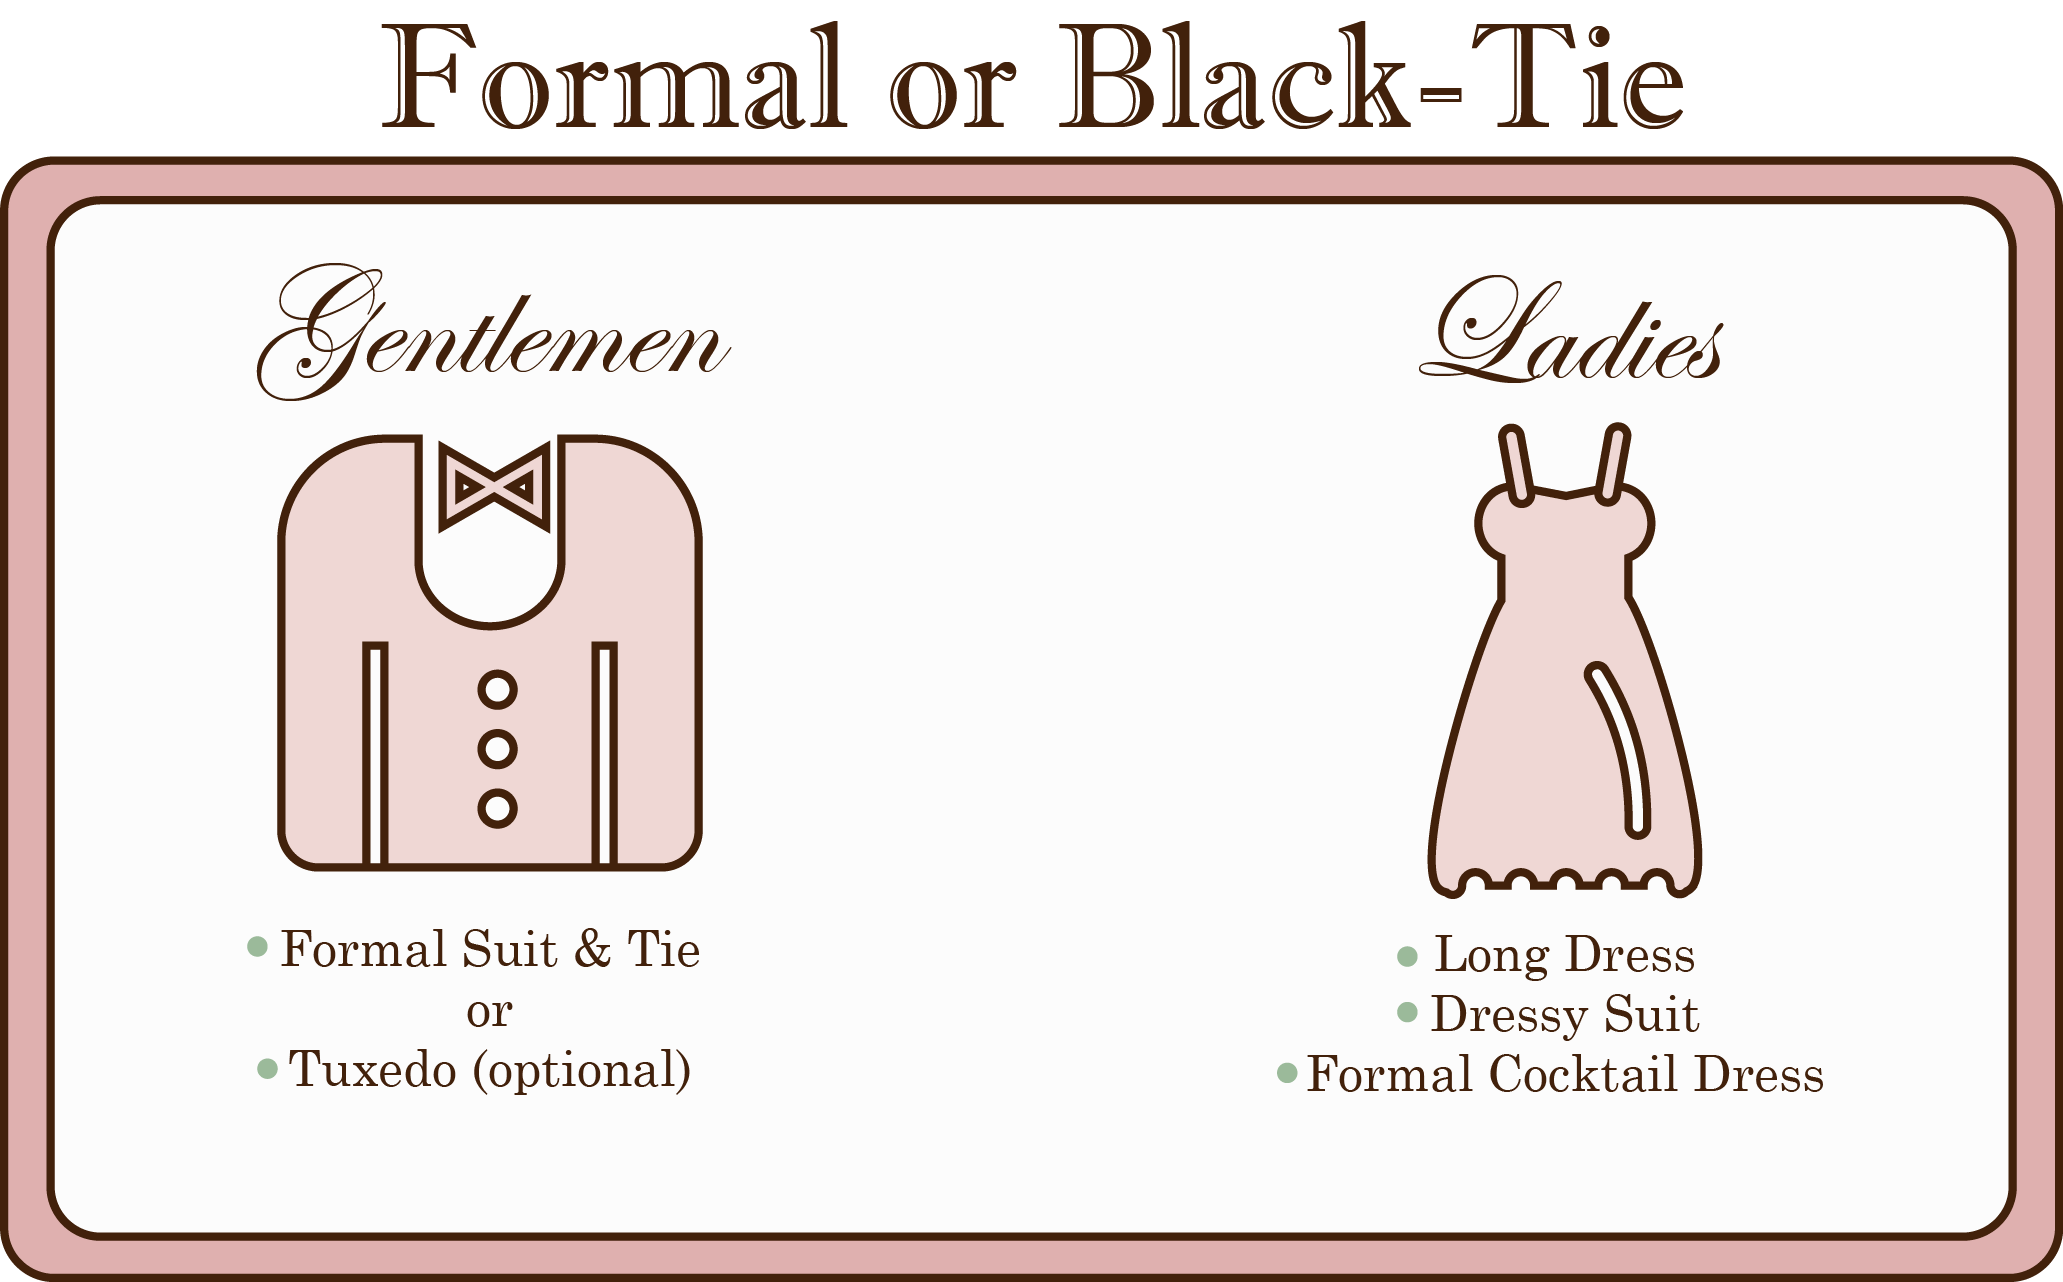 Formal or Black-Tie
Gentlemen
• Formal Suit & Tie
or
• Tuxedo (optional)
Ladies
• Long Dress
• Dressy Suit
• Formal Cocktail Dress